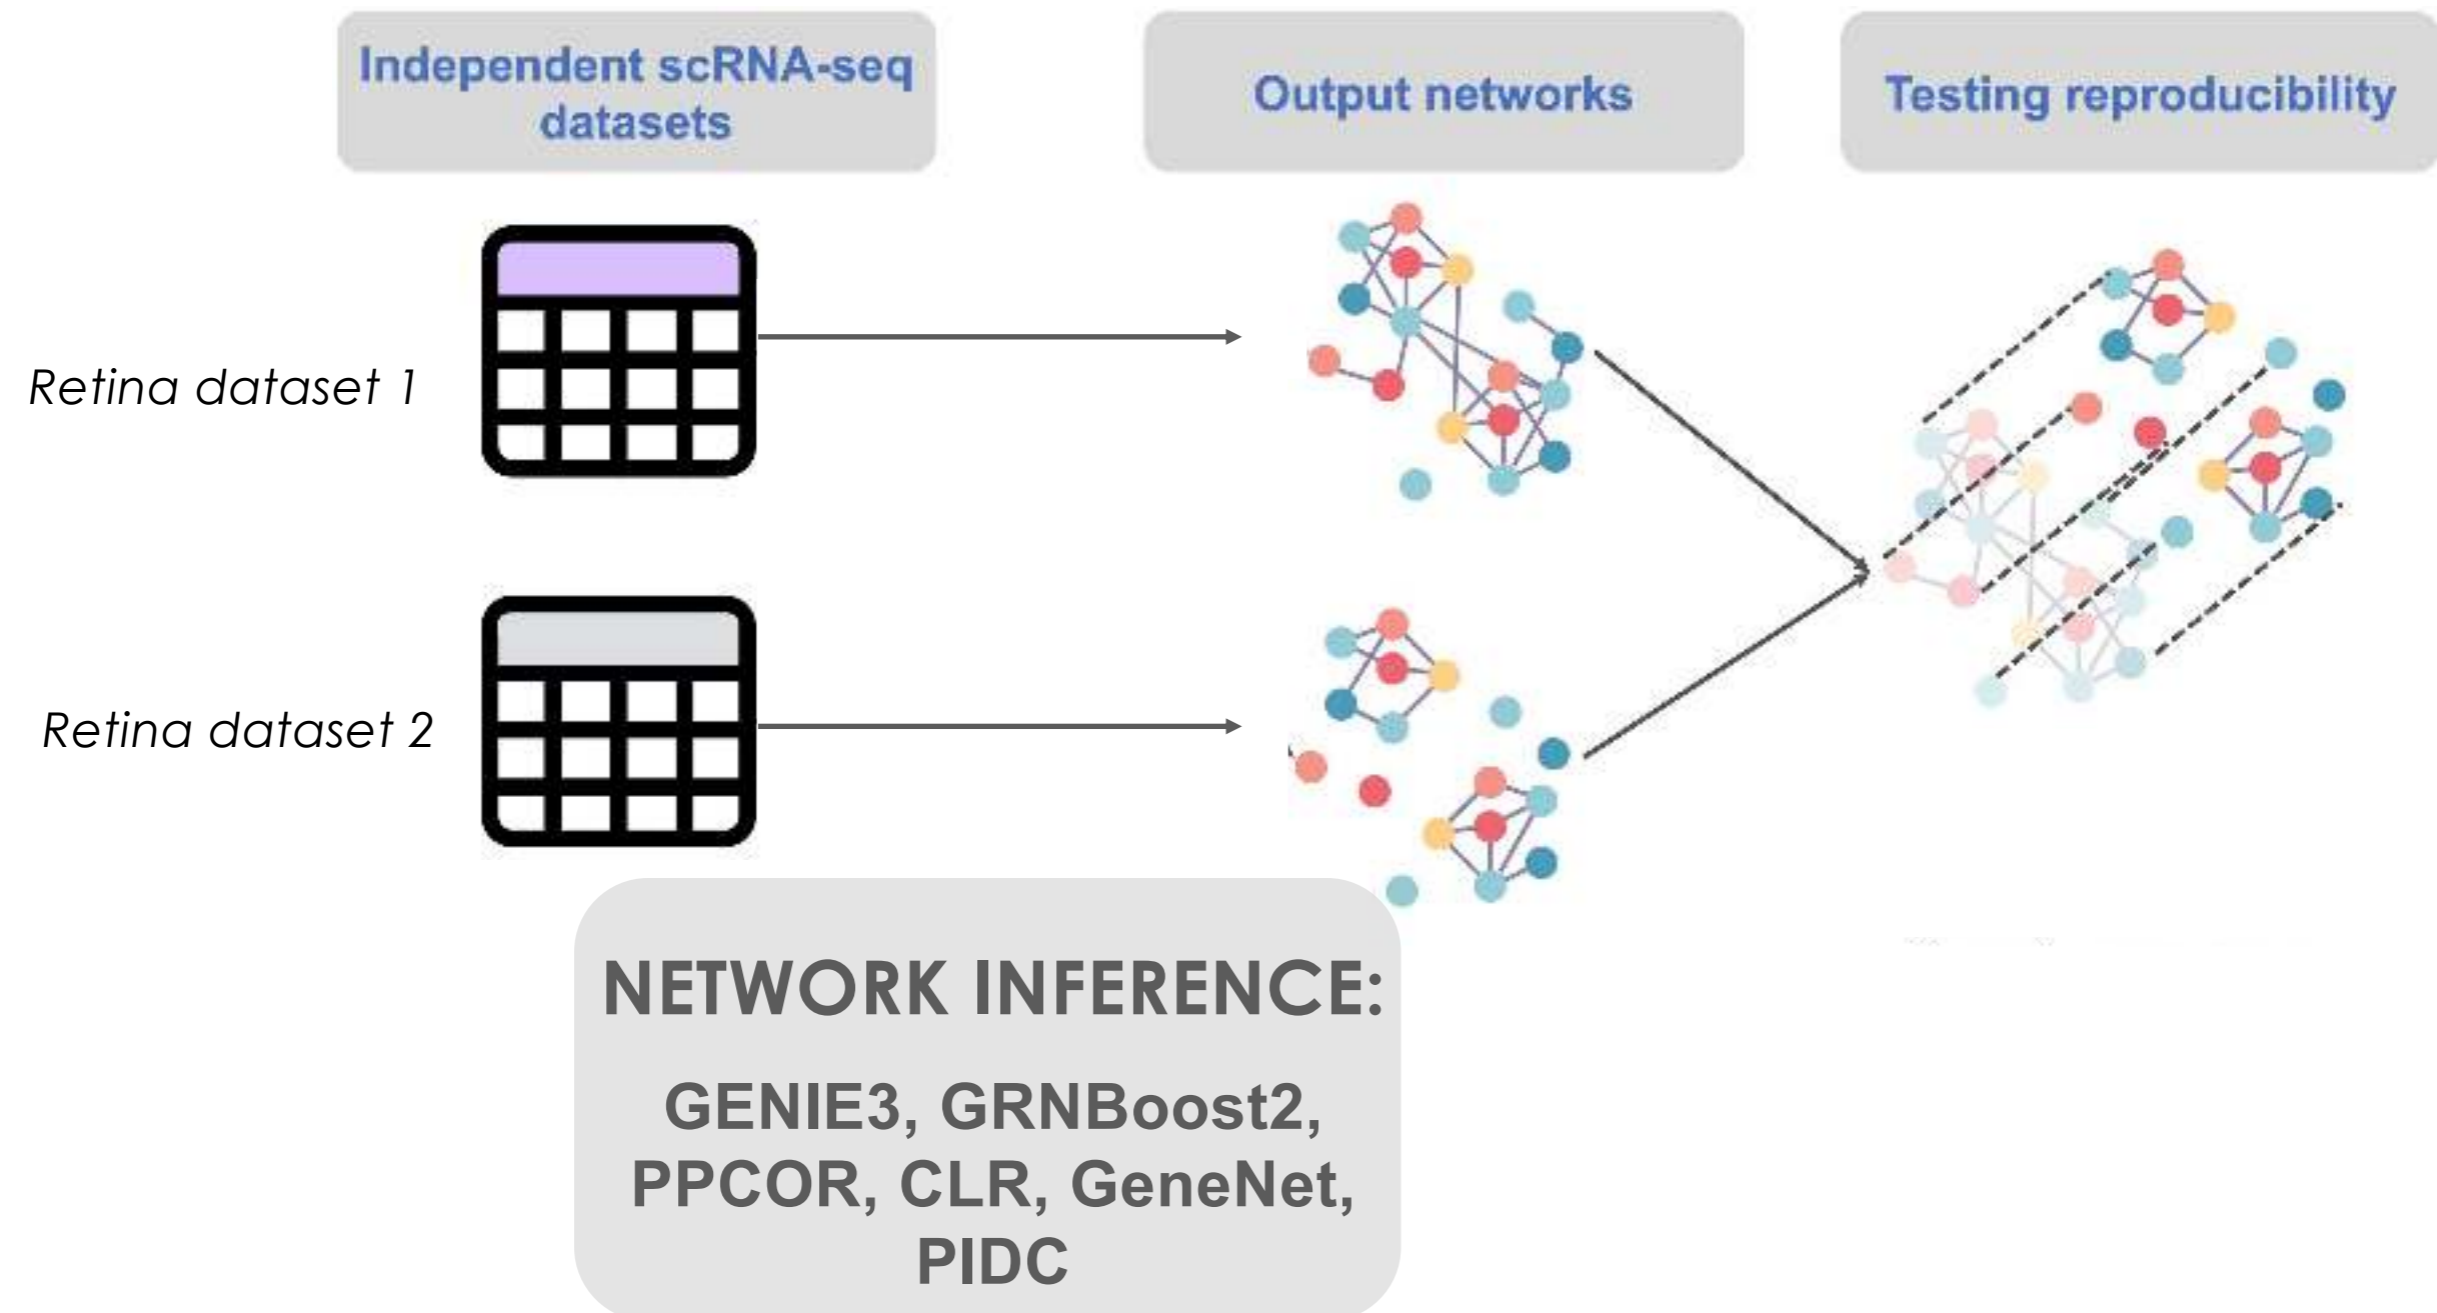 Independent scRNA-seq
datasets
Output networks
Testing reproducibility
Retina dataset 1
Retina dataset 2
NETWORK INFERENCE:
GENIE3, GRNBoost2,
PPCOR, CLR, GeneNet,
PIDC